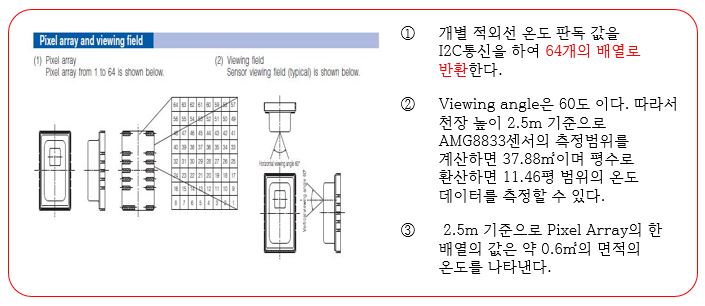 Pixel array and viewing field
(1) Pixel array
Pixel array from 1 to 64 is shown below.
(2) Viewing field
Sensor viewing field (typical) is shown below.
64 63 62 61 60 59 58 57
56 55 54 53 52 51 50 49
48 47 46 45 44 43 42 41
40 39 38 37 36 35 34 33
32 31 30 29 28 27 26 25
24 23 22 21 20 19 18 17
16 15 14 13 12 11 10 9
8 7 6 5 4 3 2 1
Horizontal viewing angle 60°
Vertical viewing angle 60°
① 개별 적외선 온도 판독 값을
I2C통신을 하여 64개의 배열로
반환한다.
② Viewing angle은 60도 이다. 따라서
천장 높이 2.5m 기준으로
AMG8833센서의 측정범위를
계산하면 37.88㎡이며 평수로
환산하면 11.46평 범위의 온도
데이터를 측정할 수 있다.
③ 2.5m 기준으로 Pixel Array의 한
배열의 값은 약 0.6㎡의 면적의
온도를 나타낸다.